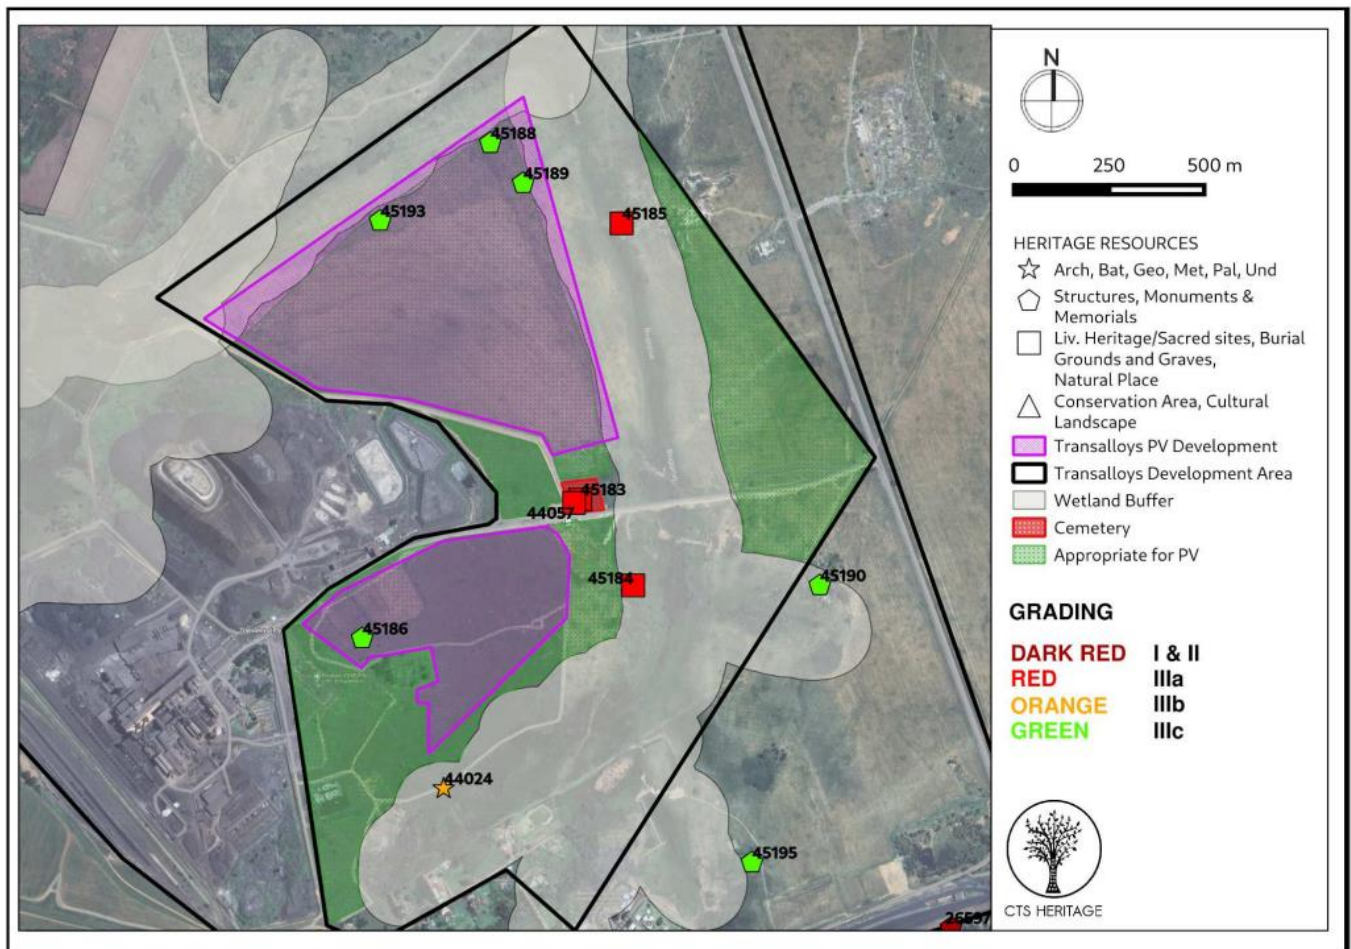 45188
45189
45193
45185
45183
44057
45184
45190
45186
44024
45195
26597
N
0 250 500 m
HERITAGE RESOURCES
Arch, Bat, Geo, Met, Pal, Und
Structures, Monuments &
Memorials
Liv. Heritage/Sacred sites, Burial
Grounds and Graves,
Natural Place
Conservation Area, Cultural
Landscape
Transalloys PV Development
Transalloys Development Area
Wetland Buffer
Cemetery
Appropriate for PV
GRADING
DARK RED I & II
RED IIIa
ORANGE IIIb
GREEN IIIc
CTS HERITAGE